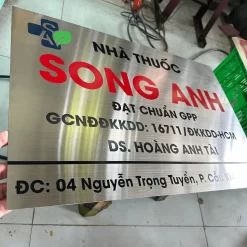 NHÀ THUỐC
SONG ANH
ĐẠT CHUẨN GPP
GCNĐĐKKDD: 16711/ĐKKDD-HCM
DS. HOÀNG ANH TÀI
ĐC: 04 Nguyễn Trọng Tuyển, P.